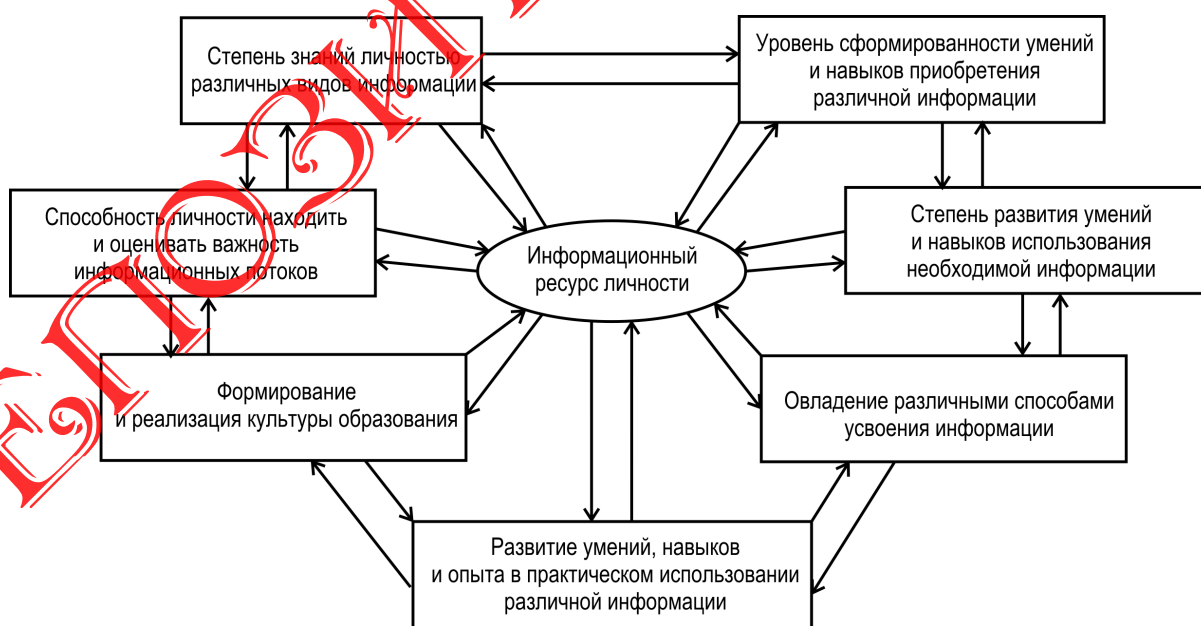 Степень знаний личностью
различных видов информации
Уровень сформированности умений
и навыков приобретения
различной информации
Способность личности находить
и оценивать важность
информационных потоков
Информационный
ресурс личности
Степень развития умений
и навыков использования
необходимой информации
Формирование
и реализация культуры образования
Овладение различными способами
усвоения информации
Развитие умений, навыков
и опыта в практическом использовании
различной информации